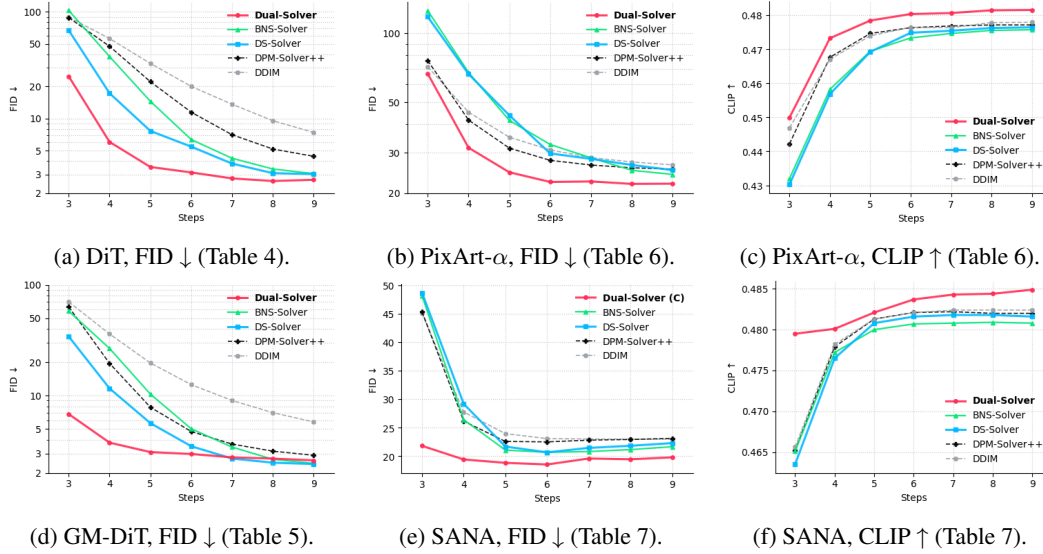 100
50
20
10
5
3
2
FID ↓
3 4 5 6 7 8 9
Steps
Dual-Solver
BNS-Solver
DS-Solver
DPM-Solver++
DDIM
(a) DiT, FID ↓ (Table 4).
100
50
30
20
FID ↓
3 4 5 6 7 8 9
Steps
Dual-Solver
BNS-Solver
DS-Solver
DPM-Solver++
DDIM
(b) PixArt-α, FID ↓ (Table 6).
0.48
0.47
0.46
0.45
0.44
0.43
CLIP ↑
3 4 5 6 7 8 9
Steps
Dual-Solver
BNS-Solver
DS-Solver
DPM-Solver++
DDIM
(c) PixArt-α, CLIP ↑ (Table 6).
100
50
20
10
5
3
2
FID ↓
3 4 5 6 7 8 9
Steps
Dual-Solver
BNS-Solver
DS-Solver
DPM-Solver++
DDIM
(d) GM-DiT, FID ↓ (Table 5).
50
45
40
35
30
25
20
FID ↓
3 4 5 6 7 8 9
Steps
Dual-Solver (C)
BNS-Solver
DS-Solver
DPM-Solver++
DDIM
(e) SANA, FID ↓ (Table 7).
0.485
0.480
0.475
0.470
0.465
CLIP ↑
3 4 5 6 7 8 9
Steps
Dual-Solver
BNS-Solver
DS-Solver
DPM-Solver++
DDIM
(f) SANA, CLIP ↑ (Table 7).